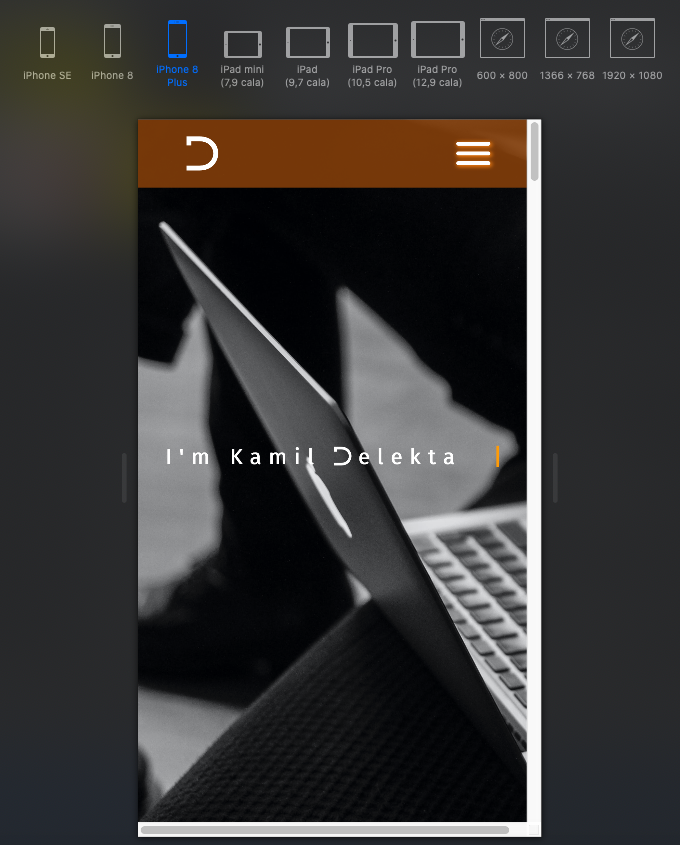 iPhone SE
iPhone 8
iPhone 8
Plus
iPad mini
(7,9 cala)
iPad
(9,7 cala)
iPad Pro
(10,5 cala)
iPad Pro
(12,9 cala)
600 × 800
1366 × 768
1920 × 1080
I'm Kamil Delekta